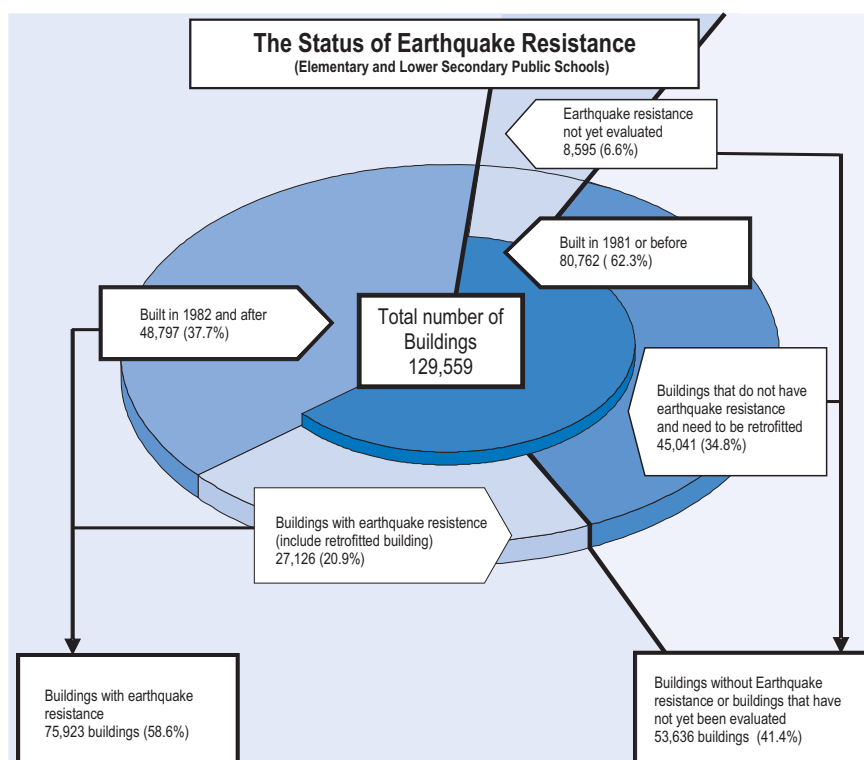 The Status of Earthquake Resistance
(Elementary and Lower Secondary Public Schools)
Earthquake resistance
not yet evaluated
8,595 (6.6%)
Built in 1981 or before
80,762 ( 62.3%)
Built in 1982 and after
48,797 (37.7%)
Total number of
Buildings
129,559
Buildings that do not have
earthquake resistance
and need to be retrofitted
45,041 (34.8%)
Buildings with earthquake resistence
(include retrofitted building)
27,126 (20.9%)
Buildings with earthquake
resistance
75,923 buildings (58.6%)
Buildings without Earthquake
resistance or buildings that have
not yet been evaluated
53,636 buildings (41.4%)